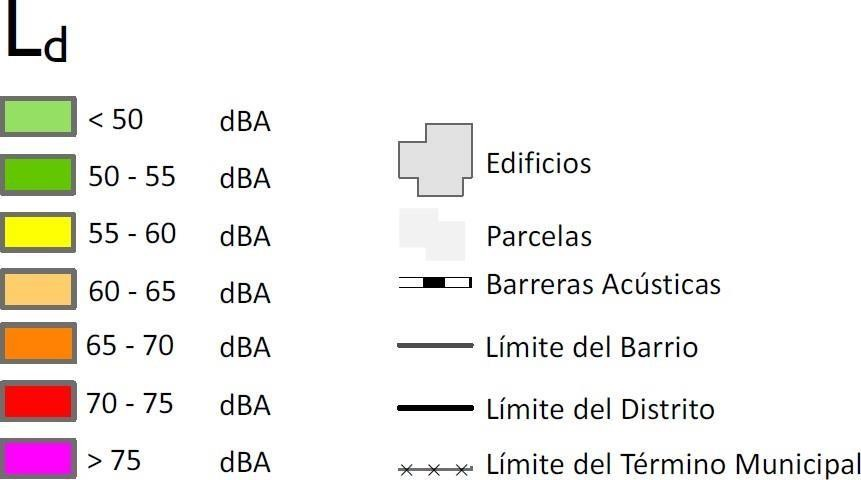 Ld
< 50 dBA
50 - 55 dBA
55 - 60 dBA
60 - 65 dBA
65 - 70 dBA
70 - 75 dBA
> 75 dBA
Edificios
Parcelas
Barreras Acústicas
Límite del Barrio
Límite del Distrito
Límite del Término Municipal